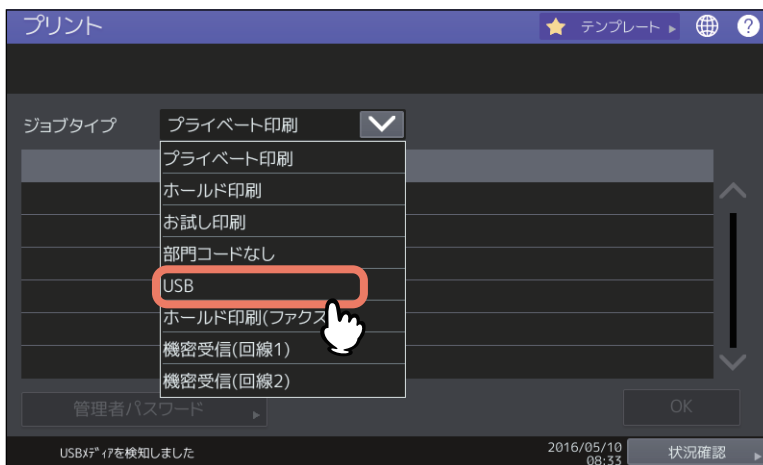 プリント
テンプレート
?
ジョブタイプ
プライベート印刷
プライベート印刷
ホールド印刷
お試し印刷
部門コードなし
USB
ホールド印刷(ファクス
機密受信(回線1)
機密受信(回線2)
管理者パスワード
OK
USBﾒﾃﾞｨｱを検知しました
2016/05/10
08:33
状況確認